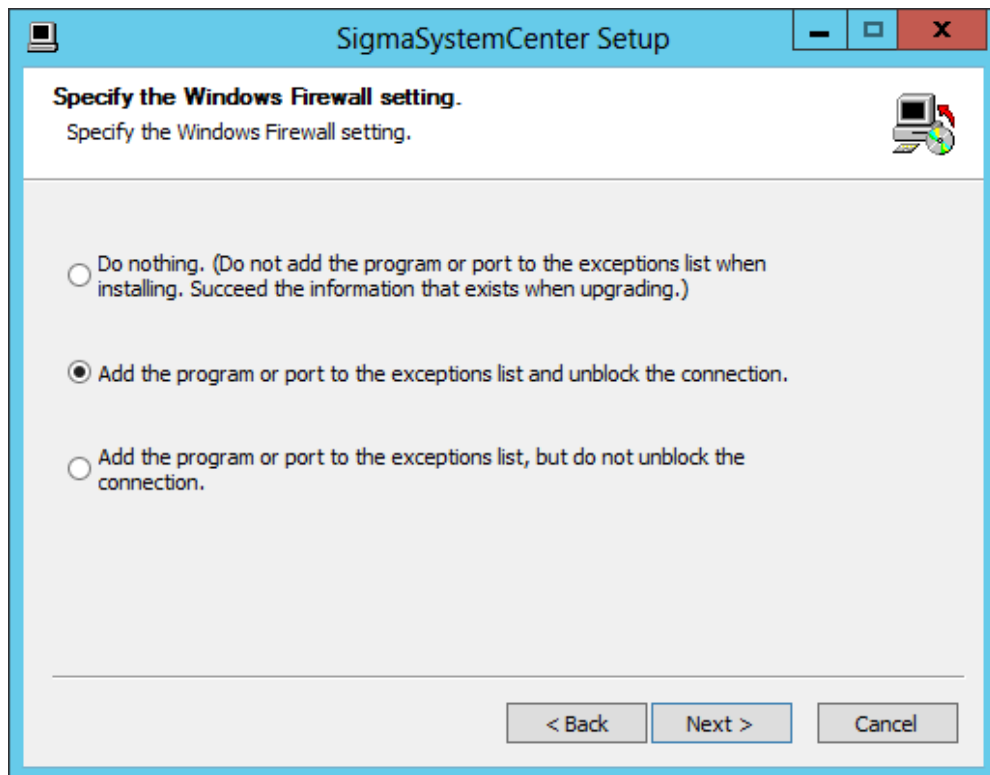 SigmaSystemCenter Setup
Specify the Windows Firewall setting.
Specify the Windows Firewall setting.
Do nothing. (Do not add the program or port to the exceptions list when
installing. Succeed the information that exists when upgrading.)
Add the program or port to the exceptions list and unblock the connection.
Add the program or port to the exceptions list, but do not unblock the
connection.
< Back
Next >
Cancel